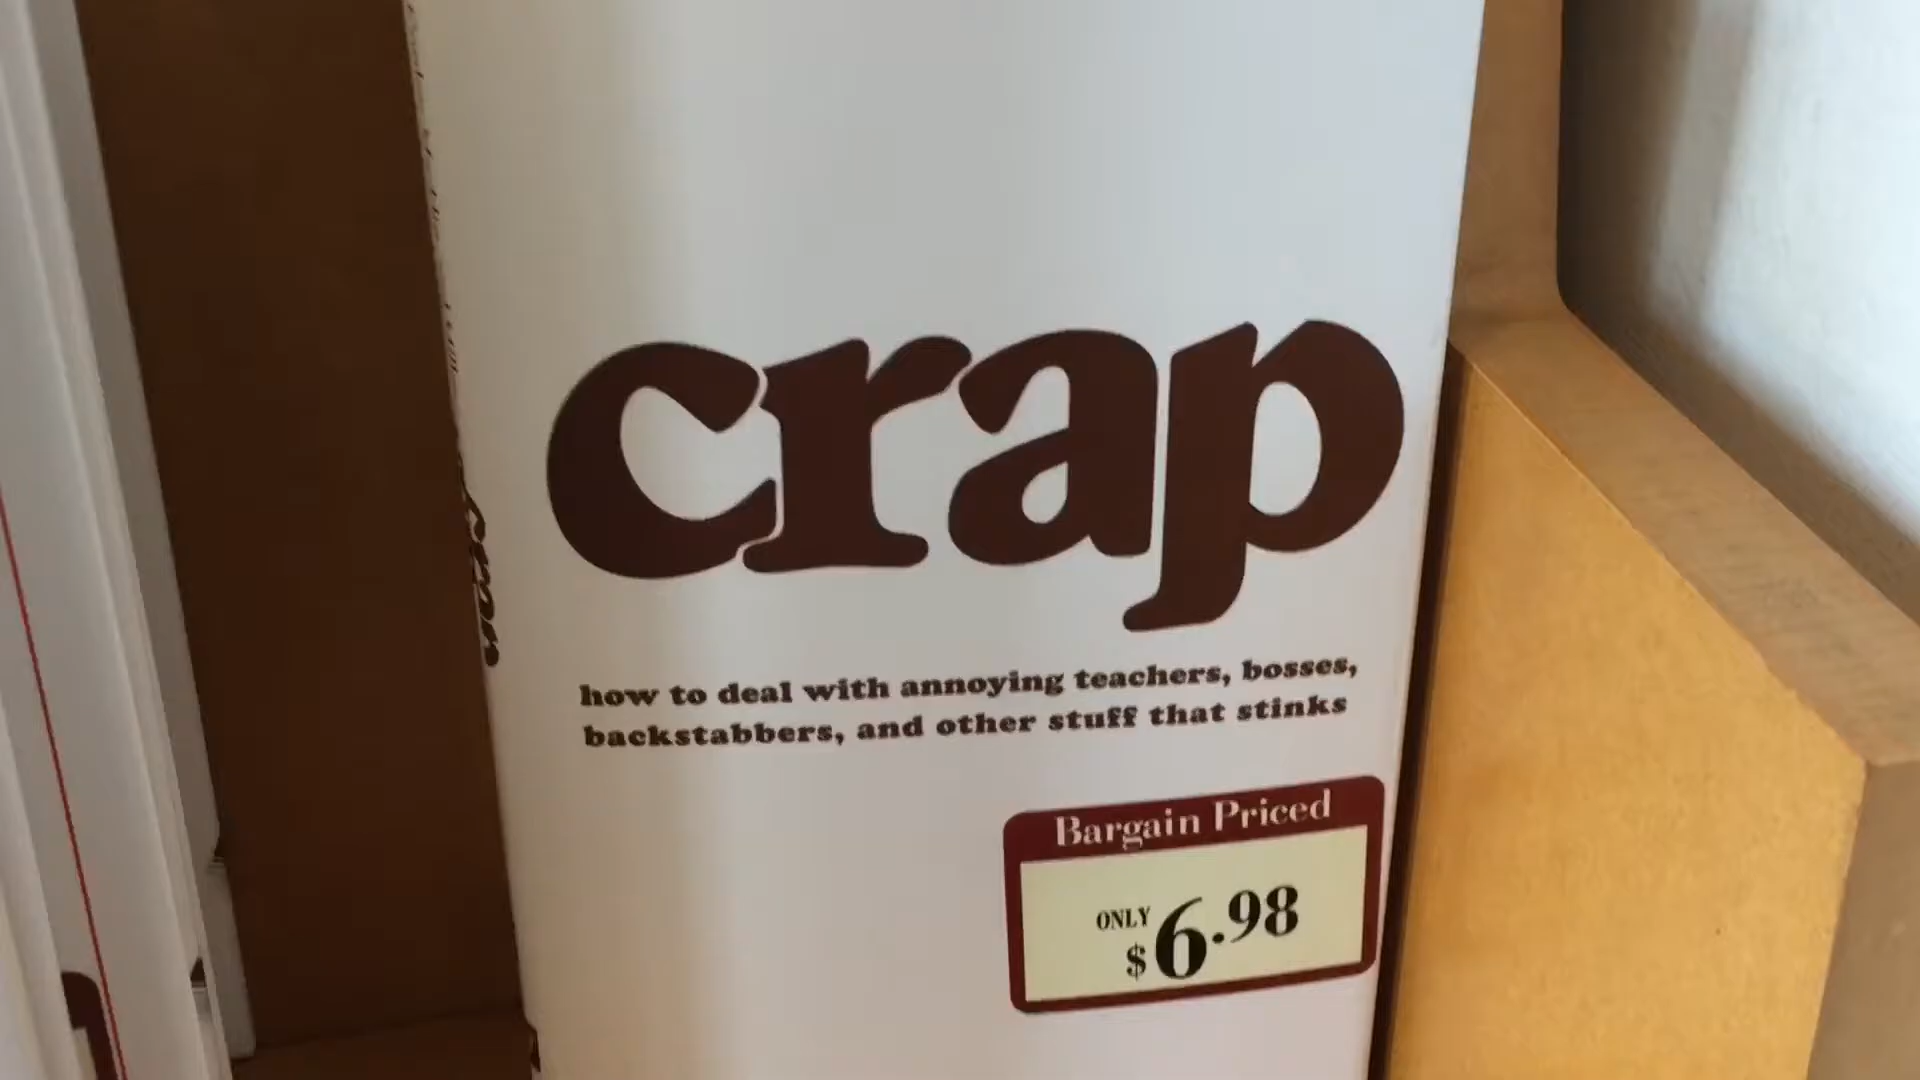 crap
how to deal with annoying teachers, bosses,
backstabbers, and other stuff that stinks
Bargain Priced
ONLY
$6.98